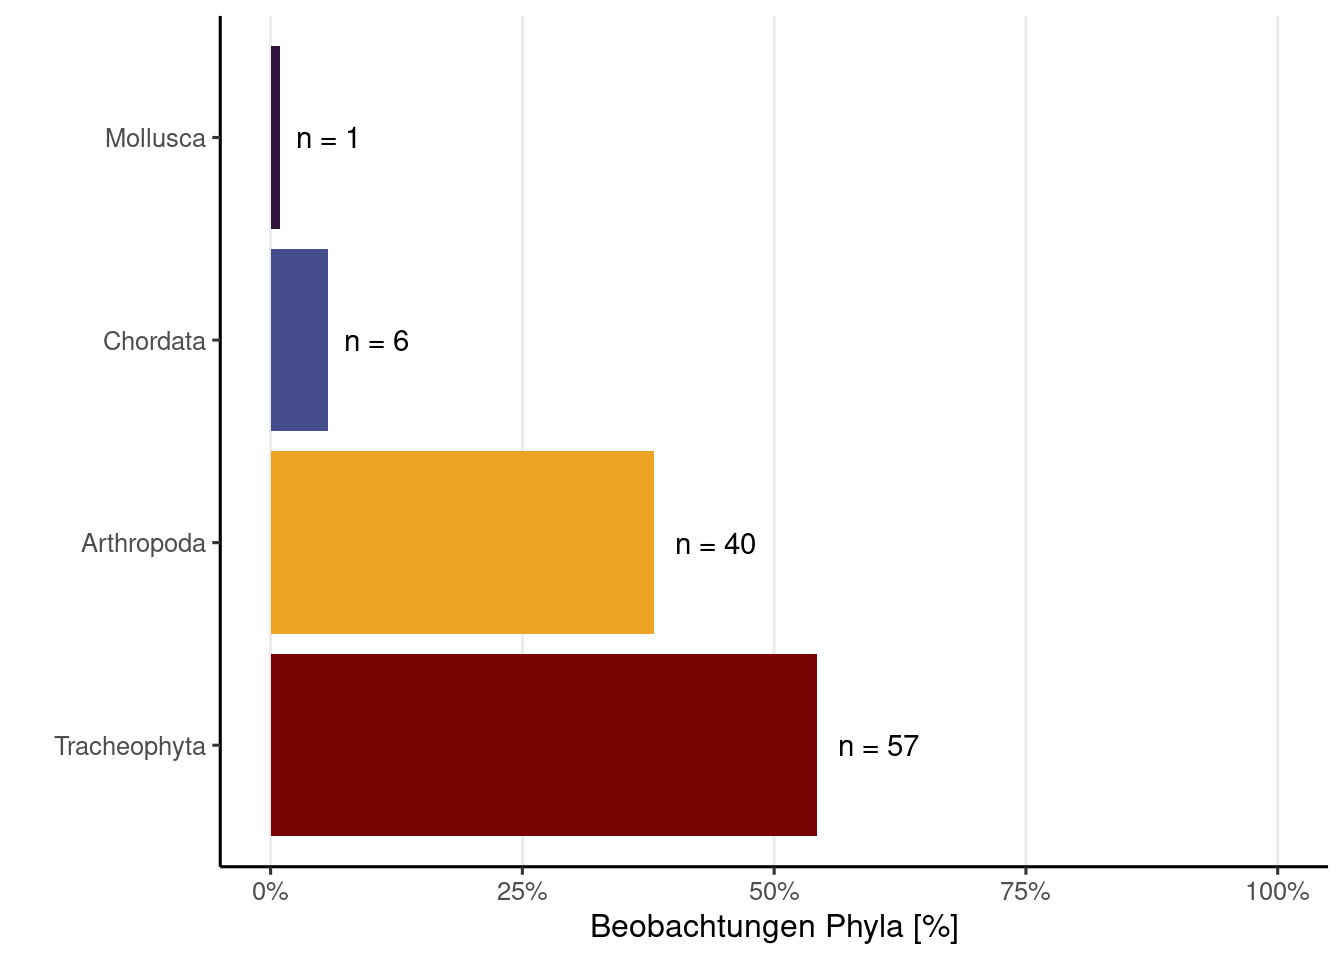 Mollusca
n = 1
Chordata
n = 6
Arthropoda
n = 40
Tracheophyta
n = 57
0% 25% 50% 75% 100%
Beobachtungen Phyla [%]